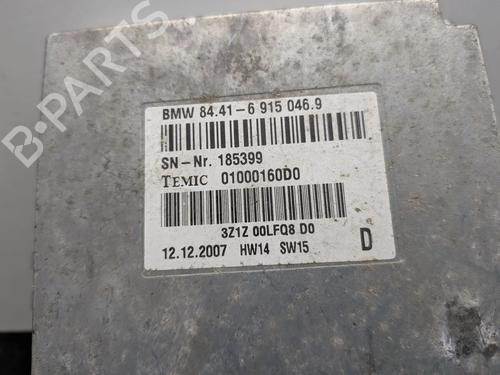 BMW 84.41-6 915 046.9
SN-Nr. 185399
TEMIC 01000160D0
3Z1Z 00LFQ8 D0
12.12.2007 HW14 SW15 D